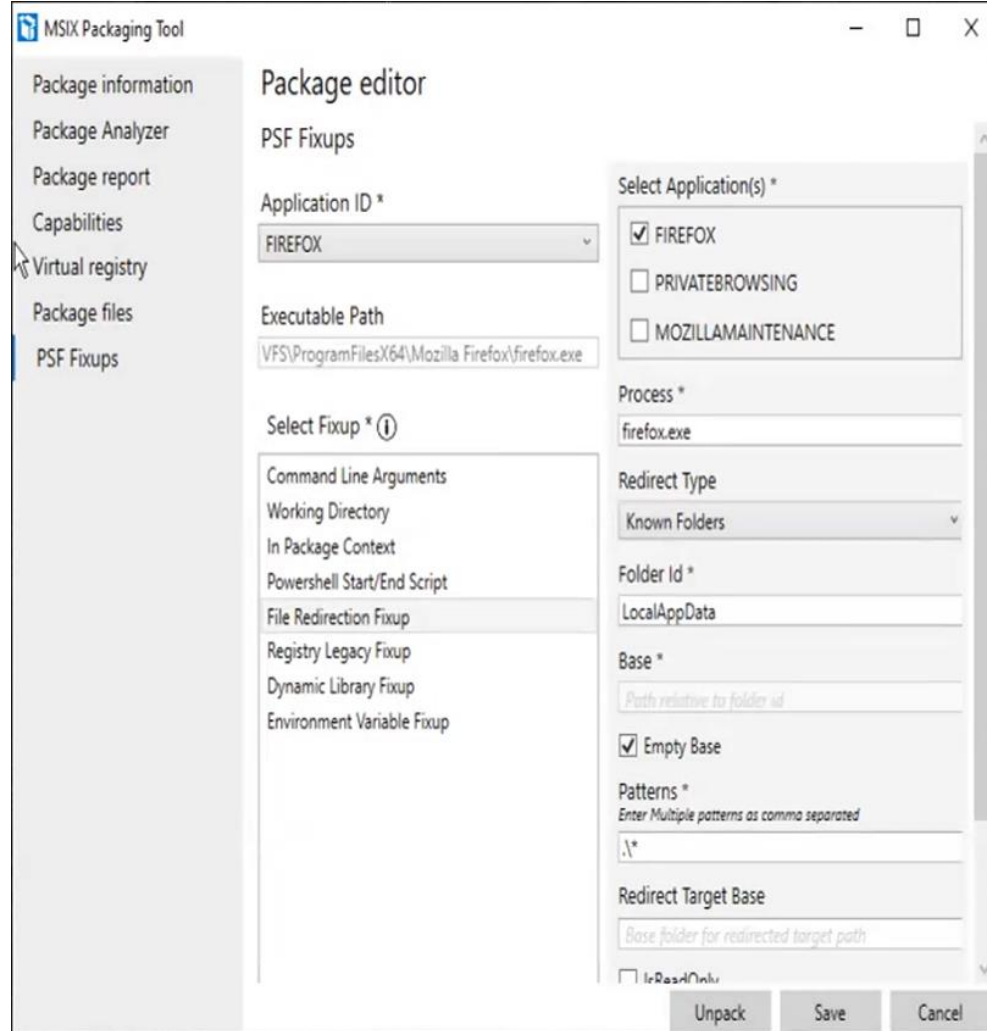 MSIX Packaging Tool
Package information
Package Analyzer
Package report
Capabilities
Virtual registry
Package files
PSF Fixups
Package editor
PSF Fixups
Application ID *
FIREFOX
Executable Path
VFS\ProgramFilesX64\Mozilla Firefox\firefox.exe
Select Fixup *
Command Line Arguments
Working Directory
In Package Context
Powershell Start/End Script
File Redirection Fixup
Registry Legacy Fixup
Dynamic Library Fixup
Environment Variable Fixup
Select Application(s) *
FIREFOX
PRIVATEBROWSING
MOZILLAMAINTENANCE
Process *
firefox.exe
Redirect Type
Known Folders
Folder Id *
LocalAppData
Base *
Path relative to folder id
Empty Base
Patterns *
Enter Multiple patterns as comma separated
.\*
Redirect Target Base
Base folder for redirected target path
IsReadOnly
Unpack
Save
Cancel